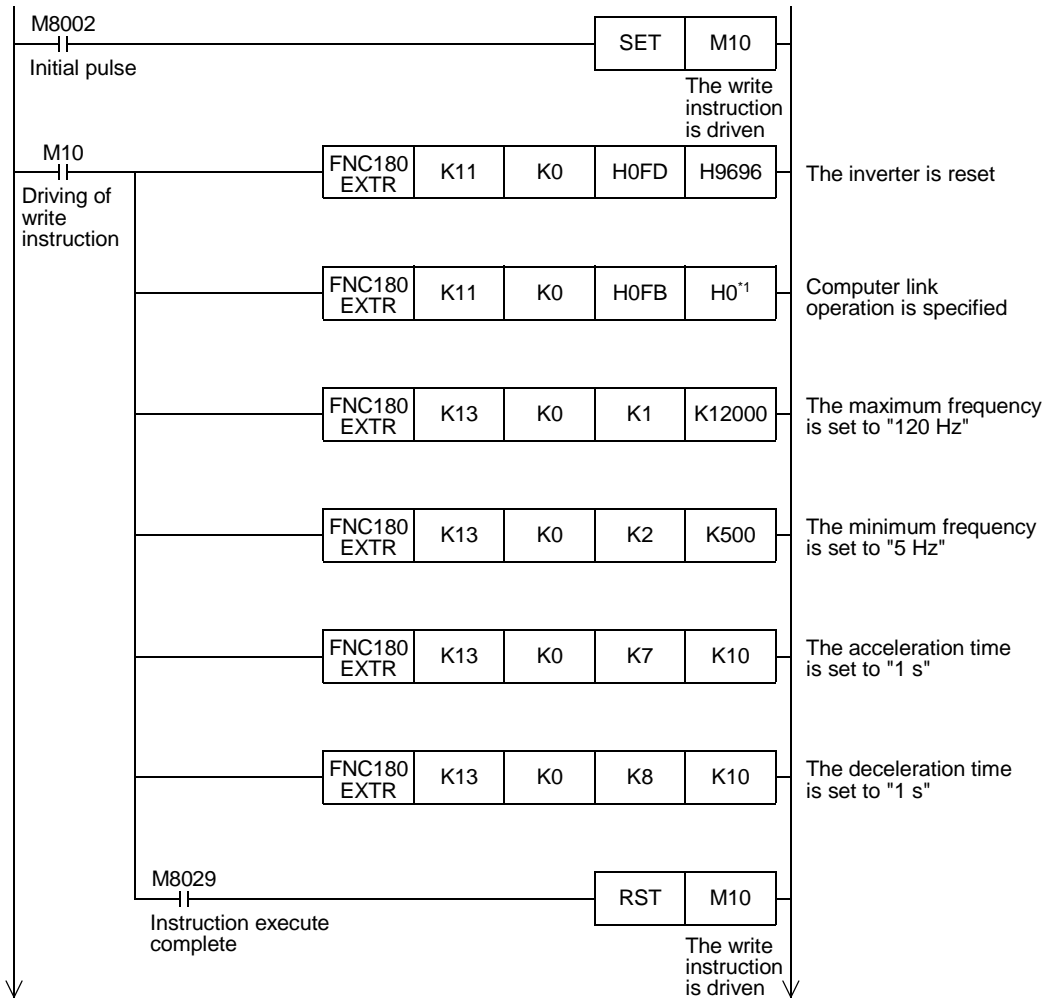 M8002
SET M10
Initial pulse
The write
instruction
is driven
M10
FNC180
EXTR K11 K0 H0FD H9696
The inverter is reset
Driving of
write
instruction
FNC180
EXTR K11 K0 H0FB H0*1
Computer link
operation is specified
FNC180
EXTR K13 K0 K1 K12000
The maximum frequency
is set to "120 Hz"
FNC180
EXTR K13 K0 K2 K500
The minimum frequency
is set to "5 Hz"
FNC180
EXTR K13 K0 K7 K10
The acceleration time
is set to "1 s"
FNC180
EXTR K13 K0 K8 K10
The deceleration time
is set to "1 s"
M8029
RST M10
Instruction execute
complete
The write
instruction
is driven